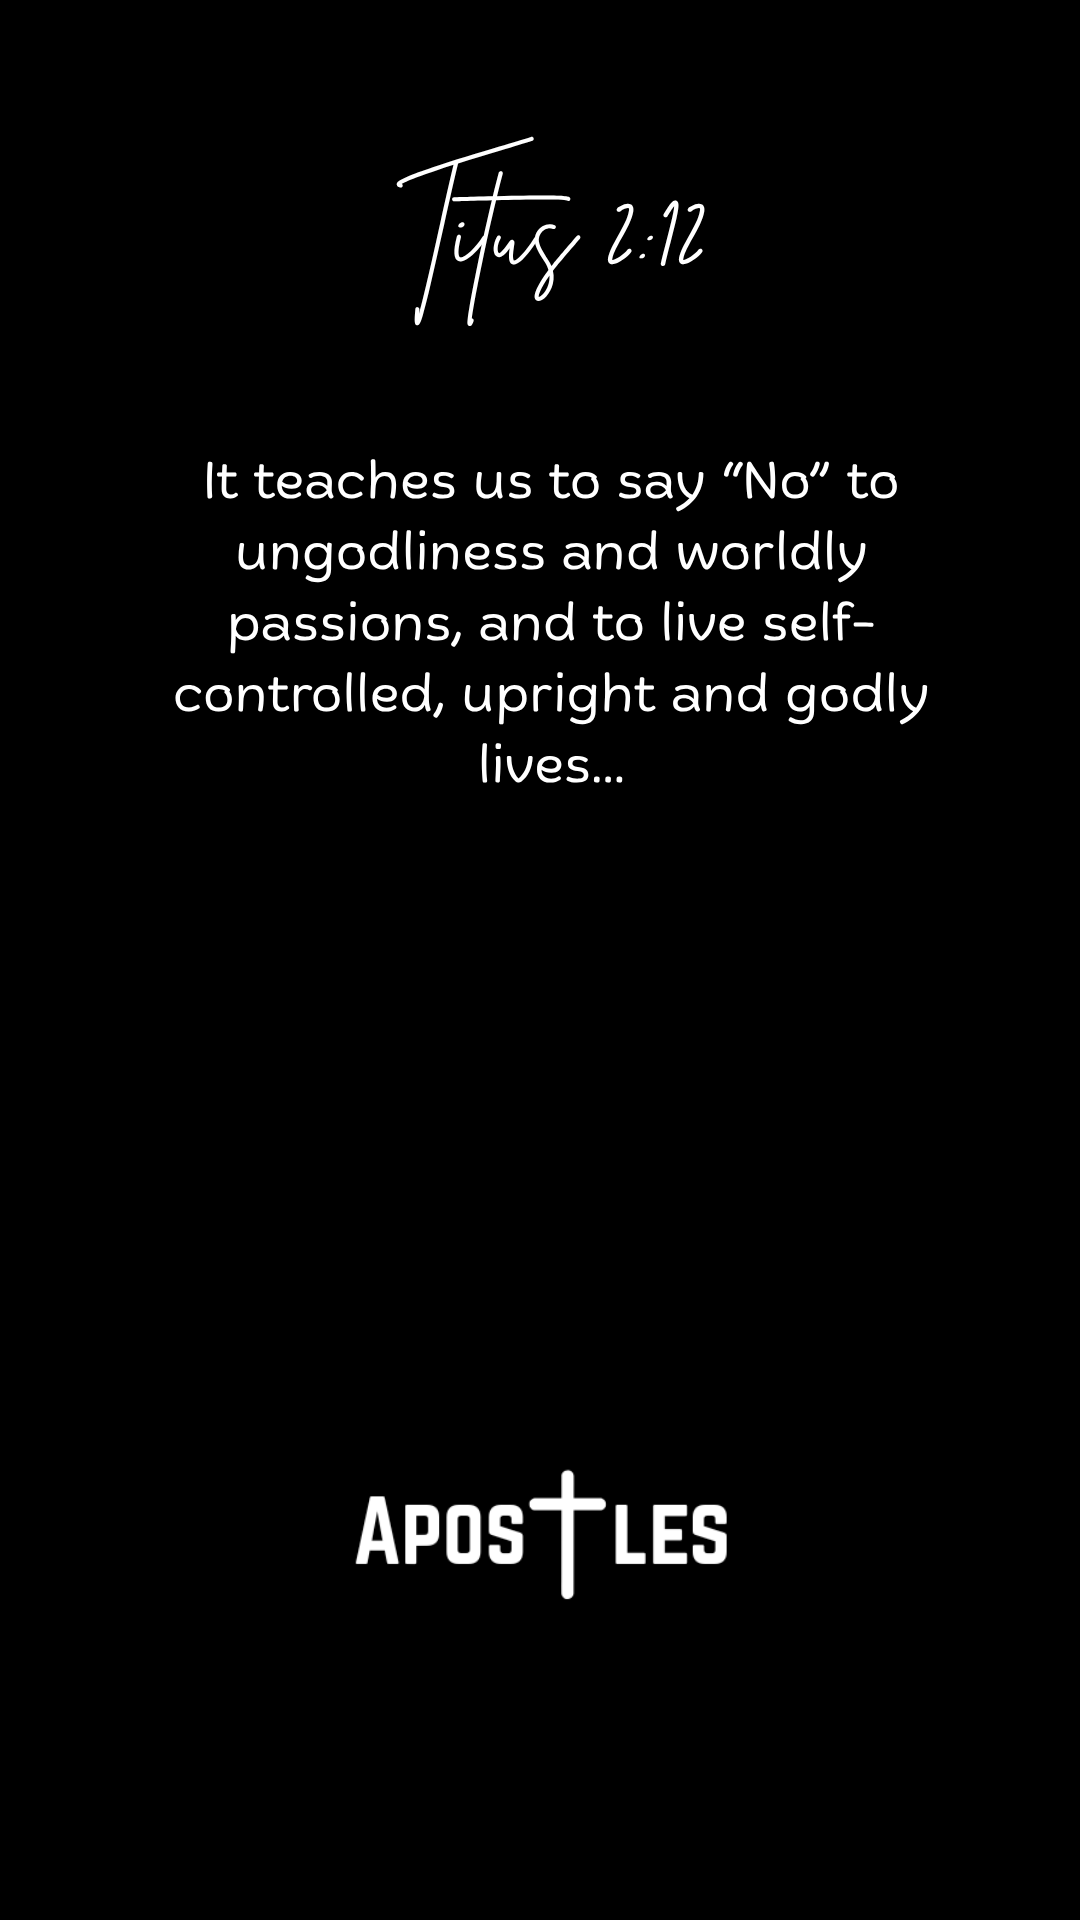 Titus 2:12
It teaches us to say “No” to
ungodliness and worldly
passions, and to live self-
controlled, upright and godly
lives...
APOSTLES